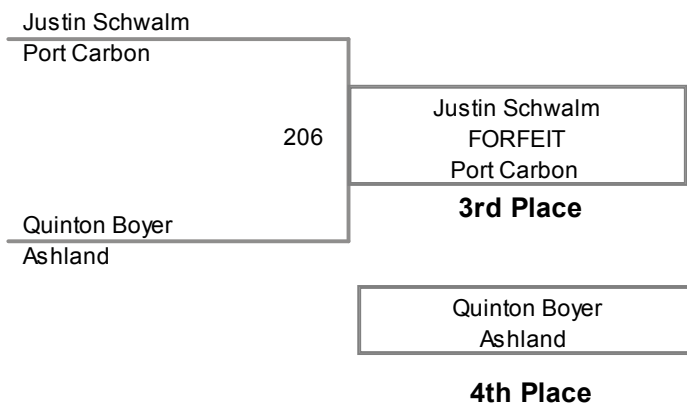 Justin Schwalm
Port Carbon
206
Justin Schwalm
FORFEIT
Port Carbon
3rd Place
Quinton Boyer
Ashland
Quinton Boyer
Ashland
4th Place